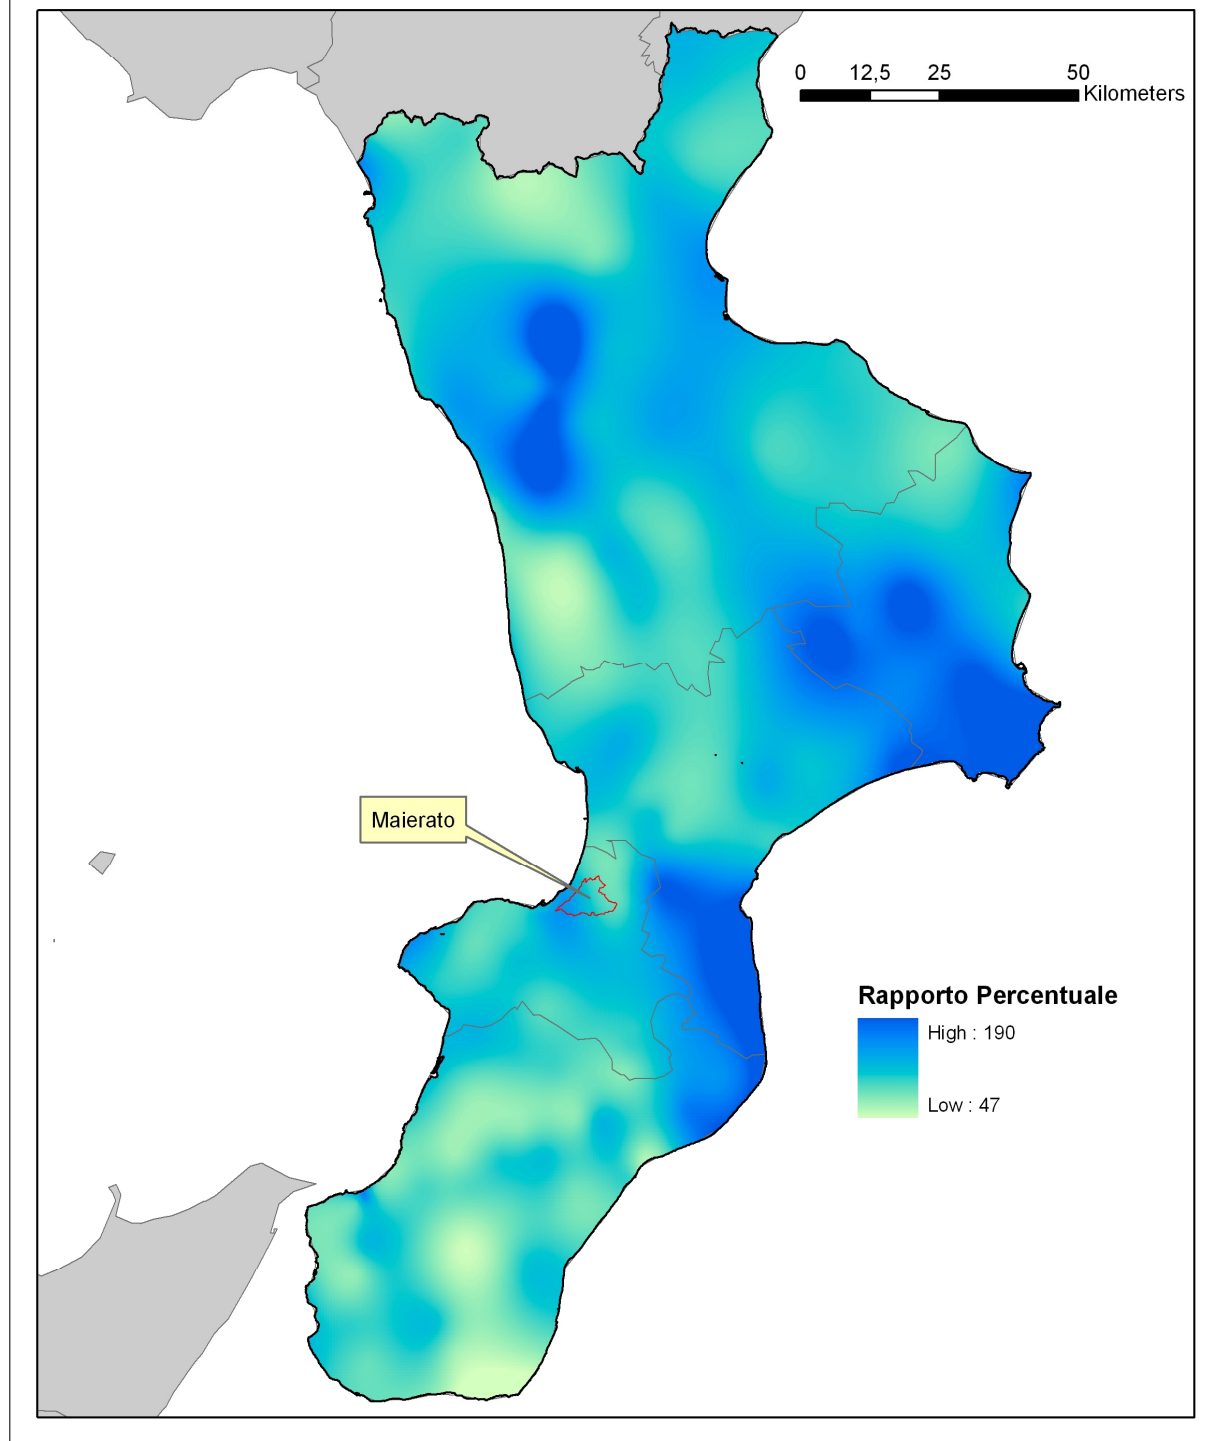 0 12,5 25 50
Kilometers
Maierato
Rapporto Percentuale
High : 190
Low : 47